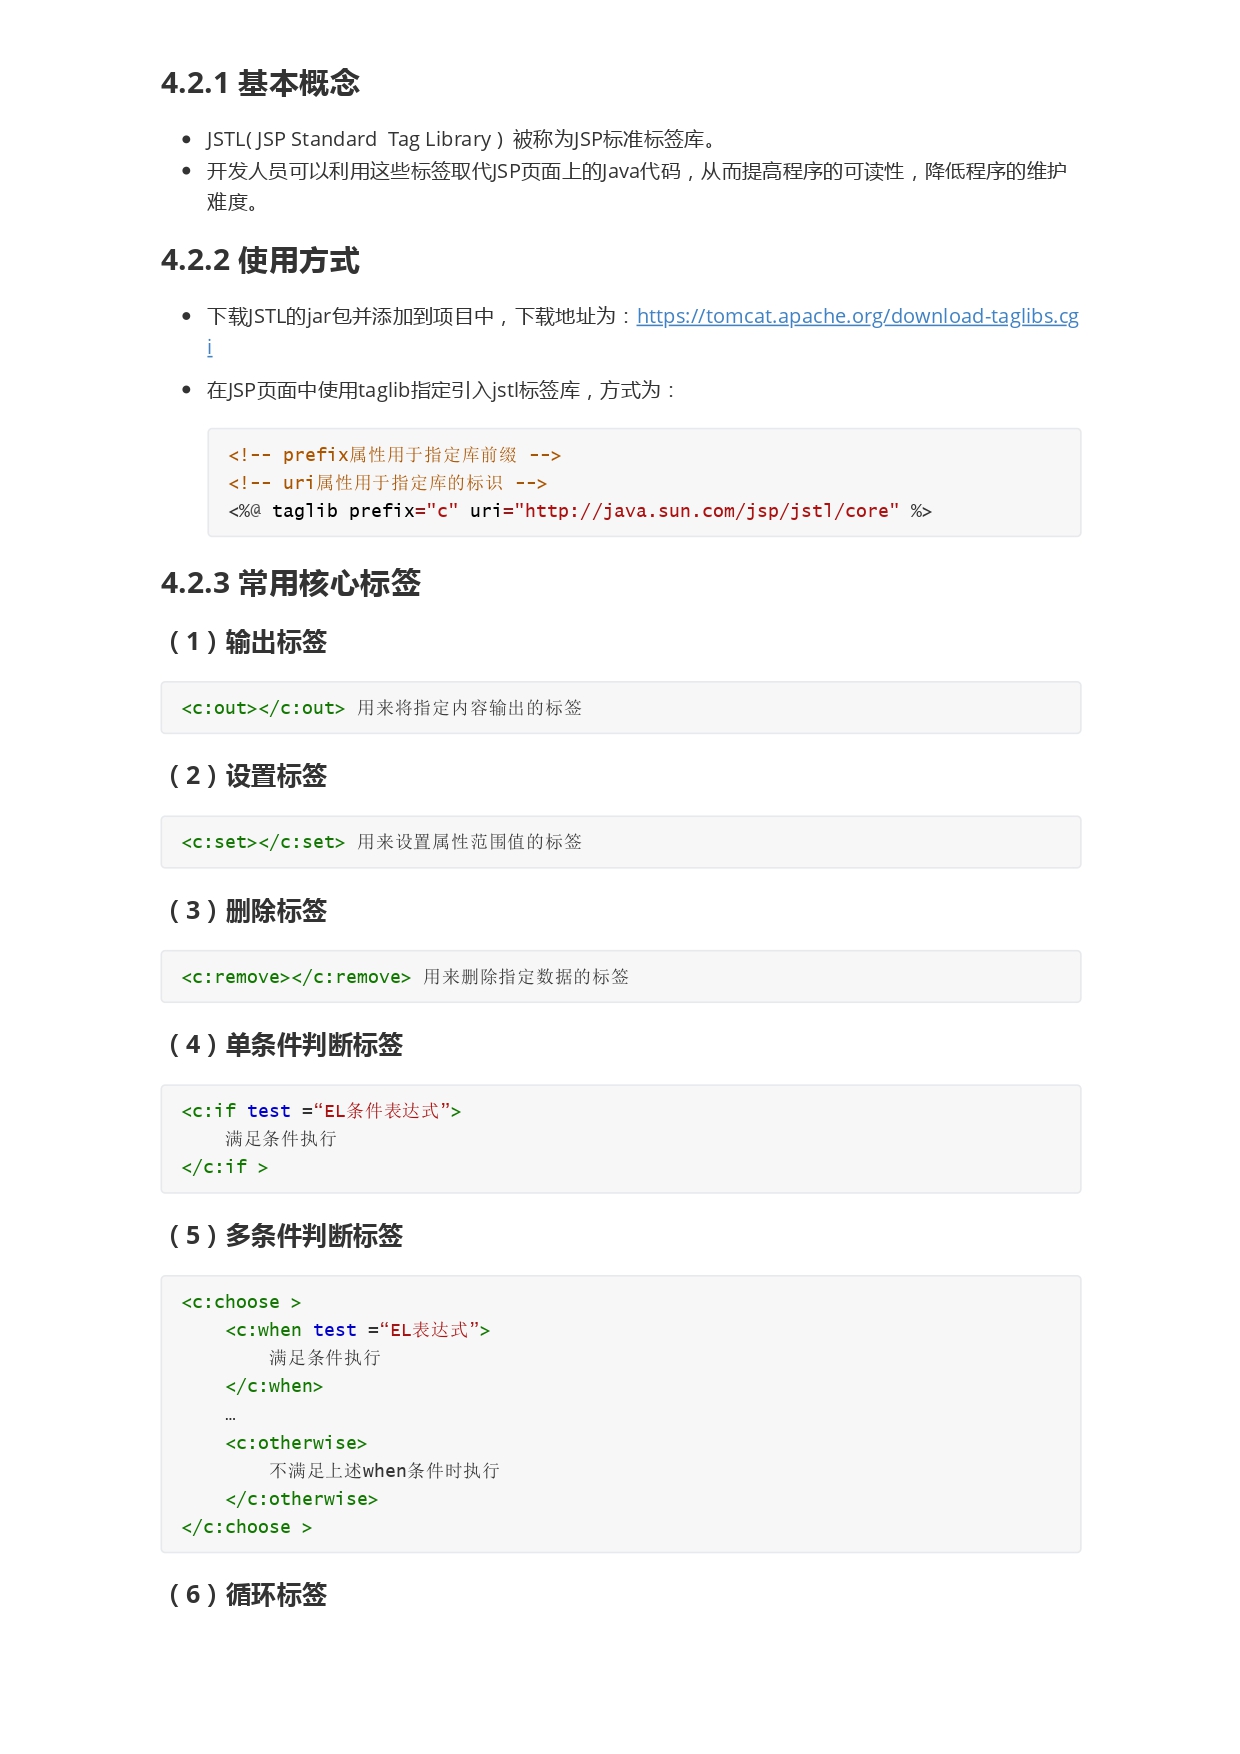 4.2.1 基本概念
JSTL( JSP Standard  Tag Library ) 被称为JSP标准标签库。
开发人员可以利用这些标签取代JSP页面上的Java代码，从而提高程序的可读性，降低程序的维护
难度。
4.2.2 使用方式
下载JSTL的jar包并添加到项目中，下载地址为：https://tomcat.apache.org/download-taglibs.cg
i
在JSP页面中使用taglib指定引入jstl标签库，方式为：
<!-- prefix属性用于指定库前缀 -->
<!-- uri属性用于指定库的标识 -->
<%@ taglib prefix="c" uri="http://java.sun.com/jsp/jstl/core" %>
4.2.3 常用核心标签
（1）输出标签
<c:out></c:out> 用来将指定内容输出的标签
（2）设置标签
<c:set></c:set> 用来设置属性范围值的标签
（3）删除标签
<c:remove></c:remove> 用来删除指定数据的标签
（4）单条件判断标签
<c:if test =“EL条件表达式”>
    满足条件执行
</c:if >
（5）多条件判断标签
<c:choose >
    <c:when test =“EL表达式”>
        满足条件执行
    </c:when>
    …
    <c:otherwise>
        不满足上述when条件时执行
    </c:otherwise>
</c:choose >
（6）循环标签